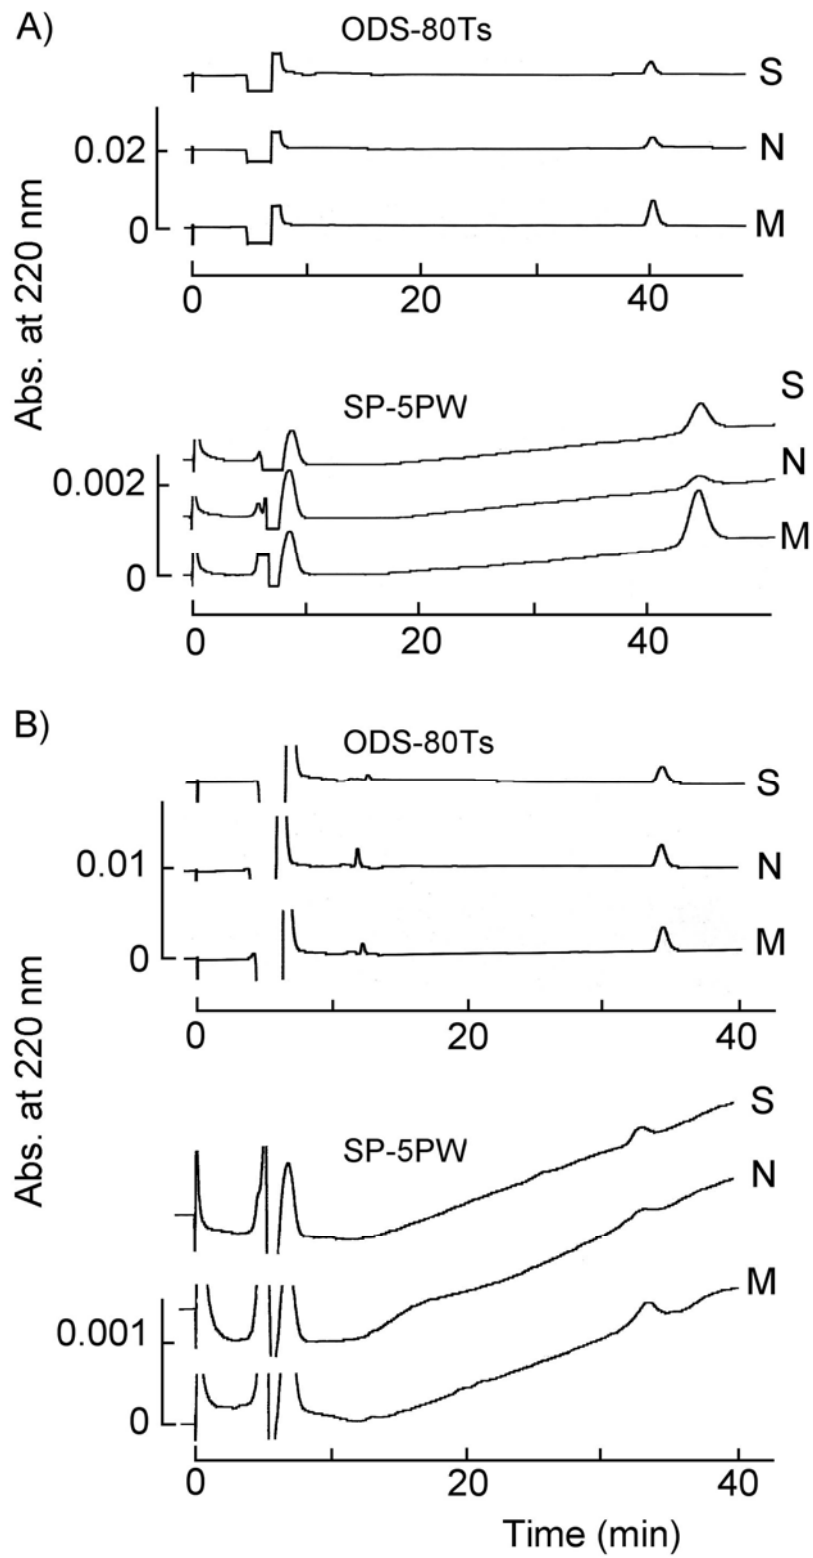 A)
ODS-80Ts
S
0.02
N
0
M
0 20 40
Abs. at 220 nm
SP-5PW
S
N
0.002
M
0
0 20 40
B)
ODS-80Ts
S
0.01
N
0
M
0 20 40
Abs. at 220 nm
SP-5PW
S
N
M
0.001
0
0 20 40
Time (min)